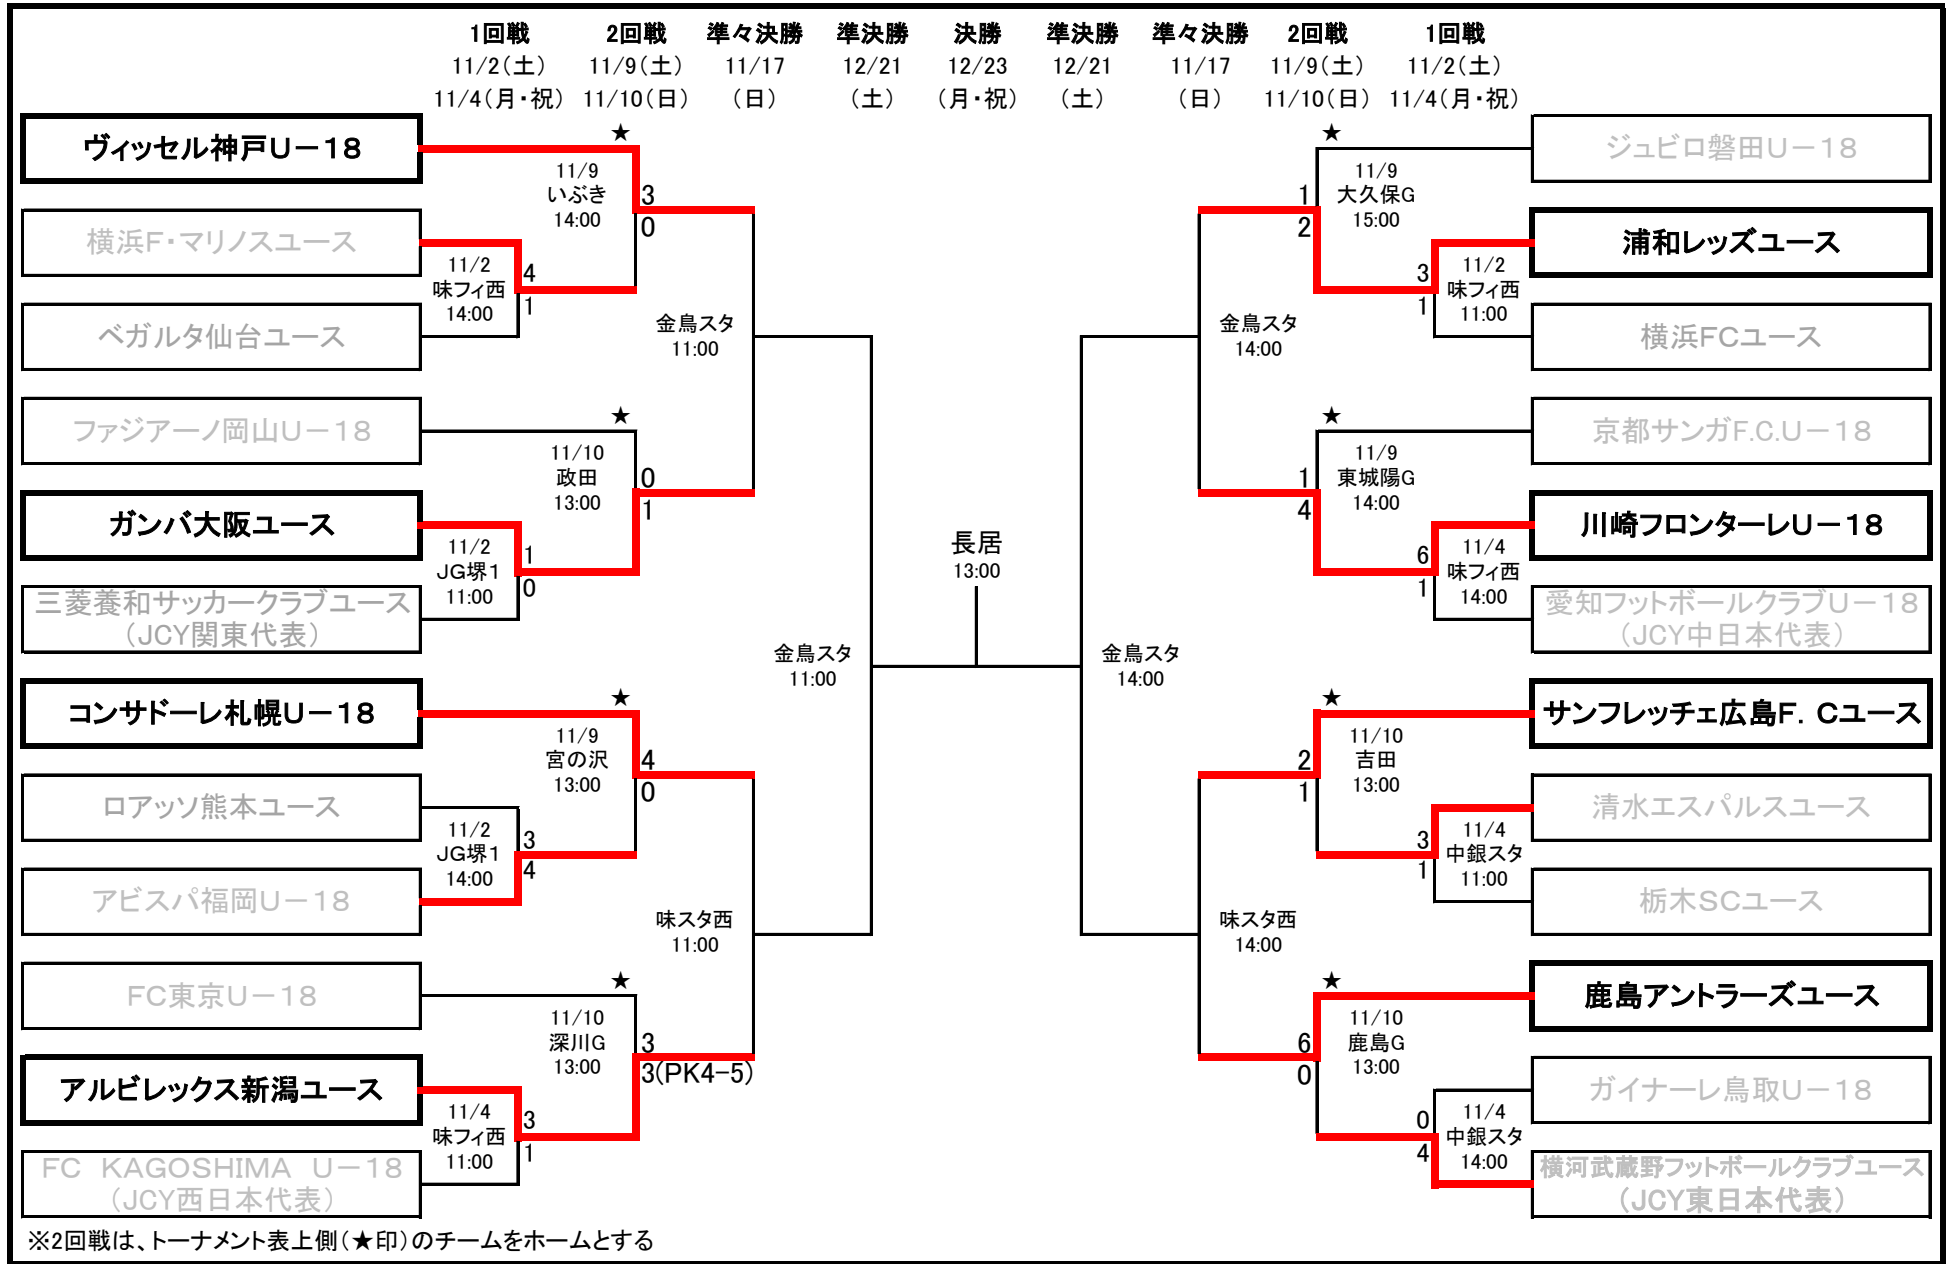 1回戦 2回戦 準々決勝 準決勝 決勝 準決勝 準々決勝 2回戦 1回戦
11/2(土) 11/9(土) 11/17 12/21 12/23 12/21 11/17 11/9(土) 11/2(土)
11/4(月・祝) 11/10(日) (日) (土) (月・祝) (土) (日) 11/10(日) 11/4(月・祝)
ヴィッセル神戸U-18
★
11/9
いぶき
14:00
3
0
横浜F・マリノスユース
11/2
味フィ西
14:00
4
1
ベガルタ仙台ユース
金鳥スタ
11:00
ファジアーノ岡山U-18
★
11/10
政田
13:00
0
1
ガンバ大阪ユース
11/2
JG堺1
11:00
1
0
三菱養和サッカークラブユース
(JCY関東代表)
金鳥スタ
11:00
コンサドーレ札幌U-18
★
11/9
宮の沢
13:00
4
0
ロアッソ熊本ユース
11/2
JG堺1
14:00
3
4
アビスパ福岡U-18
味スタ西
11:00
FC東京U-18
★
11/10
深川G
13:00
3
3(PK4-5)
アルビレックス新潟ユース
11/4
味フィ西
11:00
3
1
FC KAGOSHIMA U-18
(JCY西日本代表)
長居
13:00
★
ジュビロ磐田U-18
11/9
大久保G
15:00
1
2
浦和レッズユース
11/2
味フィ西
11:00
3
1
横浜FCユース
金鳥スタ
14:00
★
京都サンガF.C.U-18
11/9
東城陽G
14:00
1
4
川崎フロンターレU-18
11/4
味フィ西
14:00
6
1
愛知フットボールクラブU-18
(JCY中日本代表)
金鳥スタ
14:00
★
サンフレッチェ広島F.Cユース
11/10
吉田
13:00
2
1
清水エスパルスユース
11/4
中銀スタ
11:00
3
1
栃木SCユース
味スタ西
14:00
★
鹿島アントラーズユース
11/10
鹿島G
13:00
6
0
ガイナーレ鳥取U-18
11/4
中銀スタ
14:00
0
4
横河武蔵野フットボールクラブユース
(JCY東日本代表)
※2回戦は、トーナメント表上側(★印)のチームをホームとする